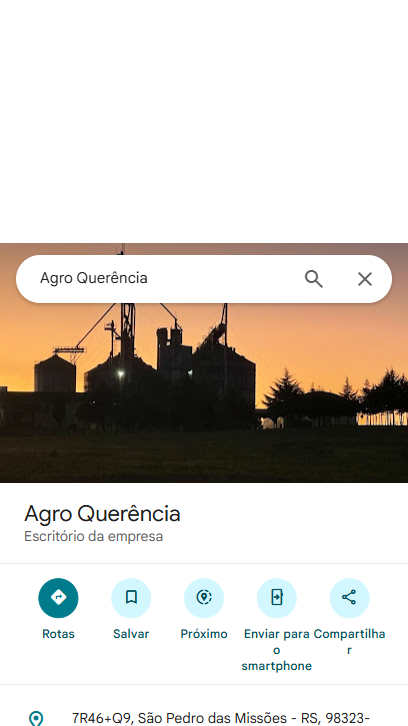 Agro Querência
Agro Querência
Escritório da empresa
Rotas
Salvar
Próximo
Enviar para o smartphone
Compartilhar
7R46+Q9, São Pedro das Missões - RS, 98323-